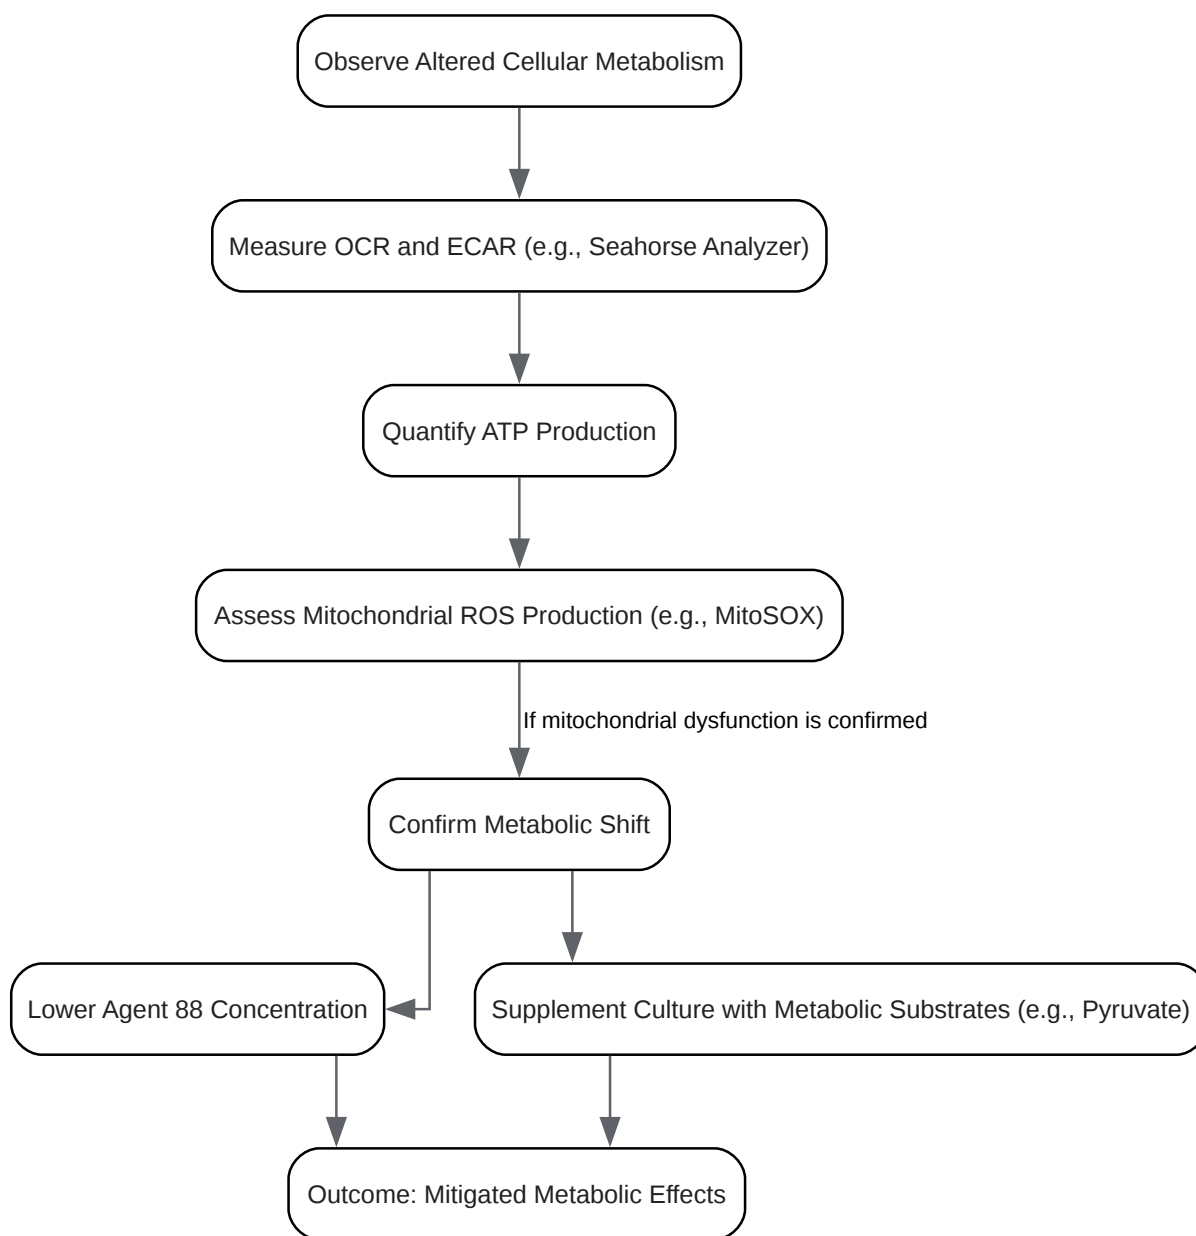 Observe Altered Cellular Metabolism
Measure OCR and ECAR (e.g., Seahorse Analyzer)
Quantify ATP Production
Assess Mitochondrial ROS Production (e.g., MitoSOX)
If mitochondrial dysfunction is confirmed
Confirm Metabolic Shift
Lower Agent 88 Concentration
Supplement Culture with Metabolic Substrates (e.g., Pyruvate)
Outcome: Mitigated Metabolic Effects